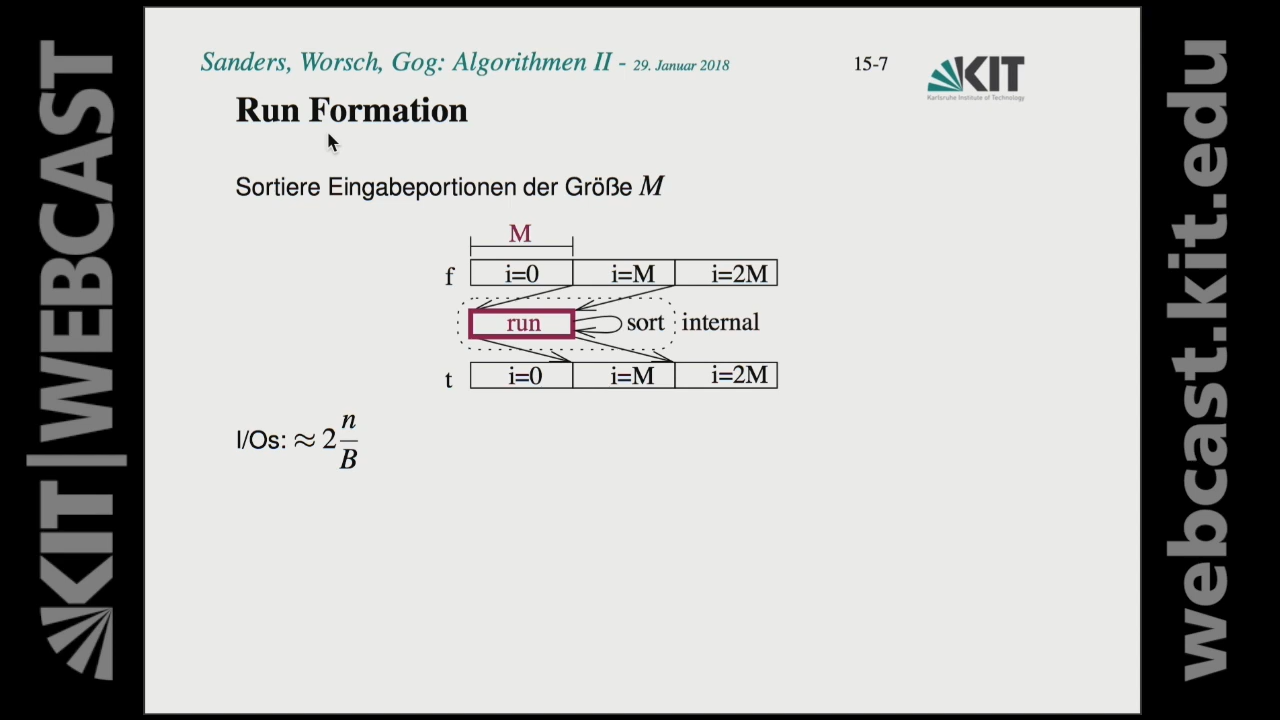 KIT|WEBCAST
Sanders, Worsch, Gog: Algorithmen II - 29. Januar 2018
15-7
KIT
Karlsruhe Institute of Technology
Run Formation
Sortiere Eingabeportionen der Größe M
M
f i=0 i=M i=2M
run sort internal
t i=0 i=M i=2M
I/Os: ≈ 2 n/B
webcast.kit.edu